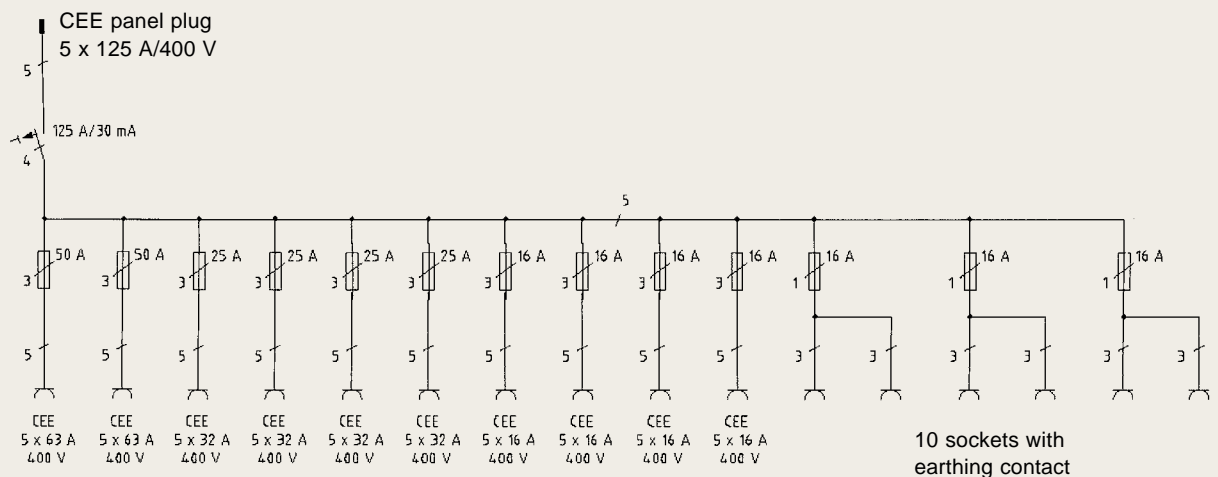 CEE panel plug
5 x 125 A/400 V
5
125 A/30 mA
4
5
50 A 50 A 25 A 25 A 25 A 25 A 16 A 16 A 16 A 16 A 16 A 16 A 16 A
3 3 3 3 3 3 3 3 3 3 1 1 1
5 5 5 5 5 5 5 5 5 5 3 3 3 3 3 3
CEE CEE CEE CEE CEE CEE CEE CEE CEE CEE
5 x 63 A 5 x 63 A 5 x 32 A 5 x 32 A 5 x 32 A 5 x 32 A 5 x 16 A 5 x 16 A 5 x 16 A 5 x 16 A
400 V 400 V 400 V 400 V 400 V 400 V 400 V 400 V 400 V 400 V
10 sockets with
earthing contact